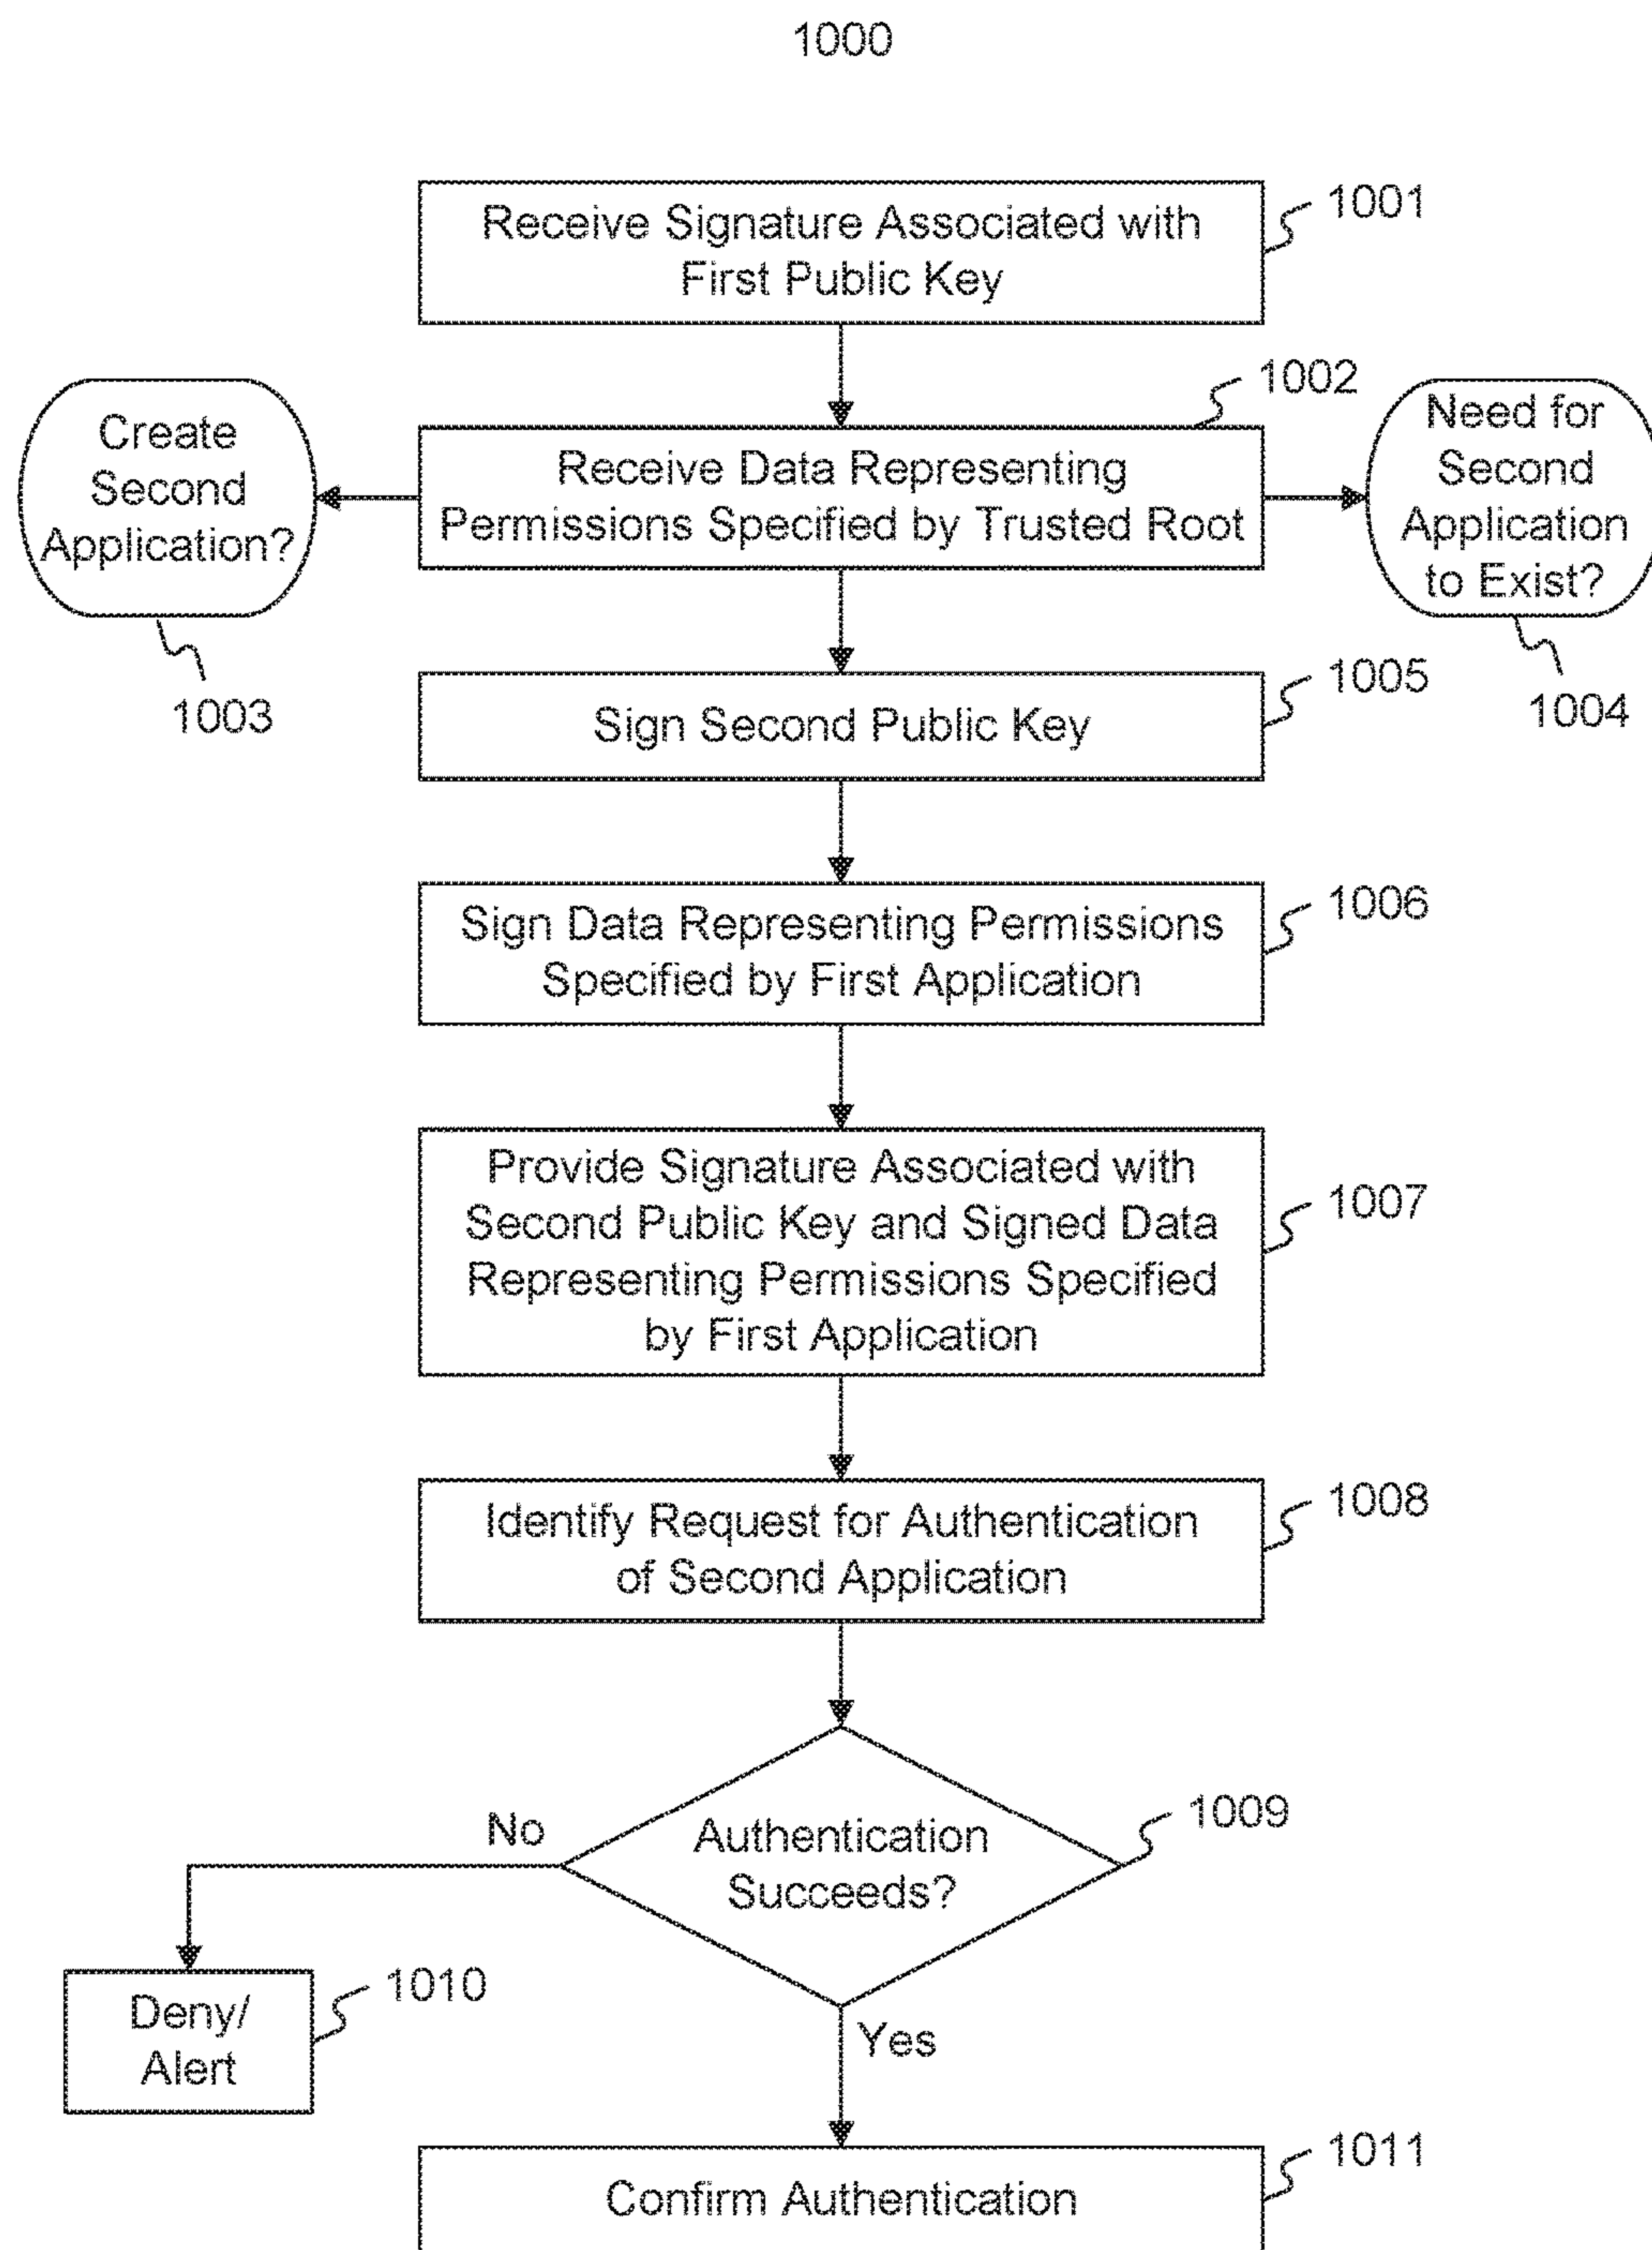 1000
Receive Signature Associated with
First Public Key
1001
1002
Create
Second
Application?
Receive Data Representing
Permissions Specified by Trusted Root
Need for
Second
Application
to Exist?
1003
1004
Sign Second Public Key
1005
Sign Data Representing Permissions
Specified by First Application
1006
Provide Signature Associated with
Second Public Key and Signed Data
Representing Permissions Specified
by First Application
1007
Identify Request for Authentication
of Second Application
1008
No
Authentication
Succeeds?
1009
Deny/
Alert
1010
Yes
Confirm Authentication
1011